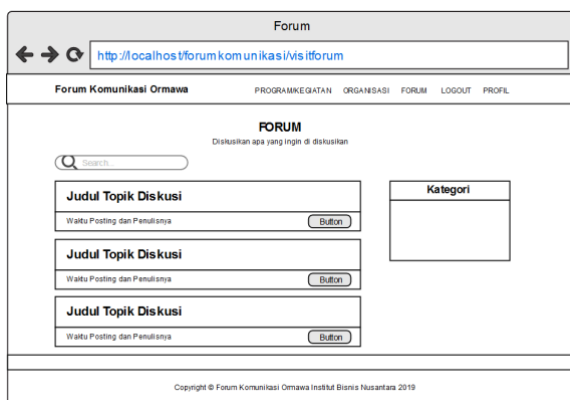 Forum
http://localhost/forumkomunikasi/visitforum
Forum Komunikasi Ormawa
PROGRAM/KEGIATAN ORGANISASI FORUM LOGOUT PROFIL
FORUM
Diskusikan apa yang ingin di diskusikan
Search...
Judul Topik Diskusi
Waktu Posting dan Penulisnya
Button
Kategori
Judul Topik Diskusi
Waktu Posting dan Penulisnya
Button
Judul Topik Diskusi
Waktu Posting dan Penulisnya
Button
Copyright © Forum Komunikasi Ormawa Institut Bisnis Nusantara 2019